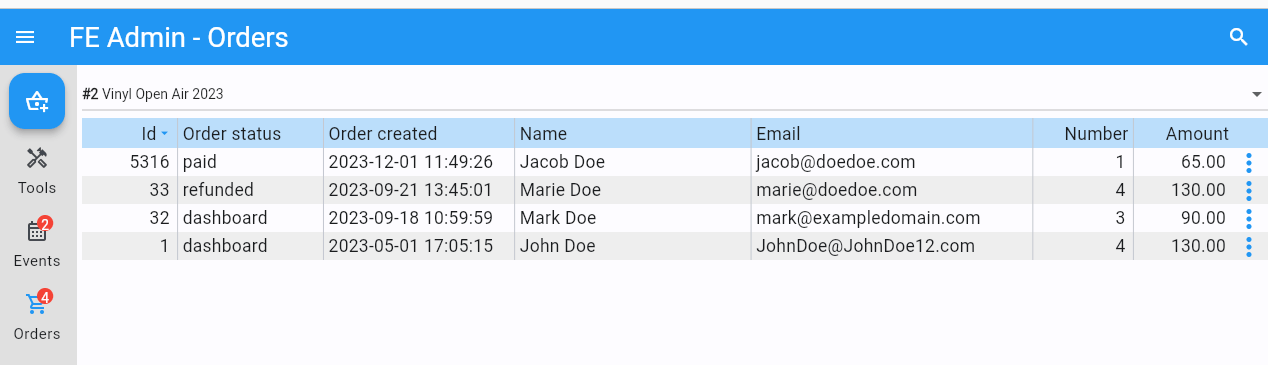 FE Admin - Orders
#2 Vinyl Open Air 2023
Id Order status Order created Name Email Number Amount
5316 paid 2023-12-01 11:49:26 Jacob Doe jacob@doedoe.com 1 65.00
33 refunded 2023-09-21 13:45:01 Marie Doe marie@doedoe.com 4 130.00
32 dashboard 2023-09-18 10:59:59 Mark Doe mark@exampledomain.com 3 90.00
1 dashboard 2023-05-01 17:05:15 John Doe JohnDoe@JohnDoe12.com 4 130.00
Tools
2
Events
4
Orders